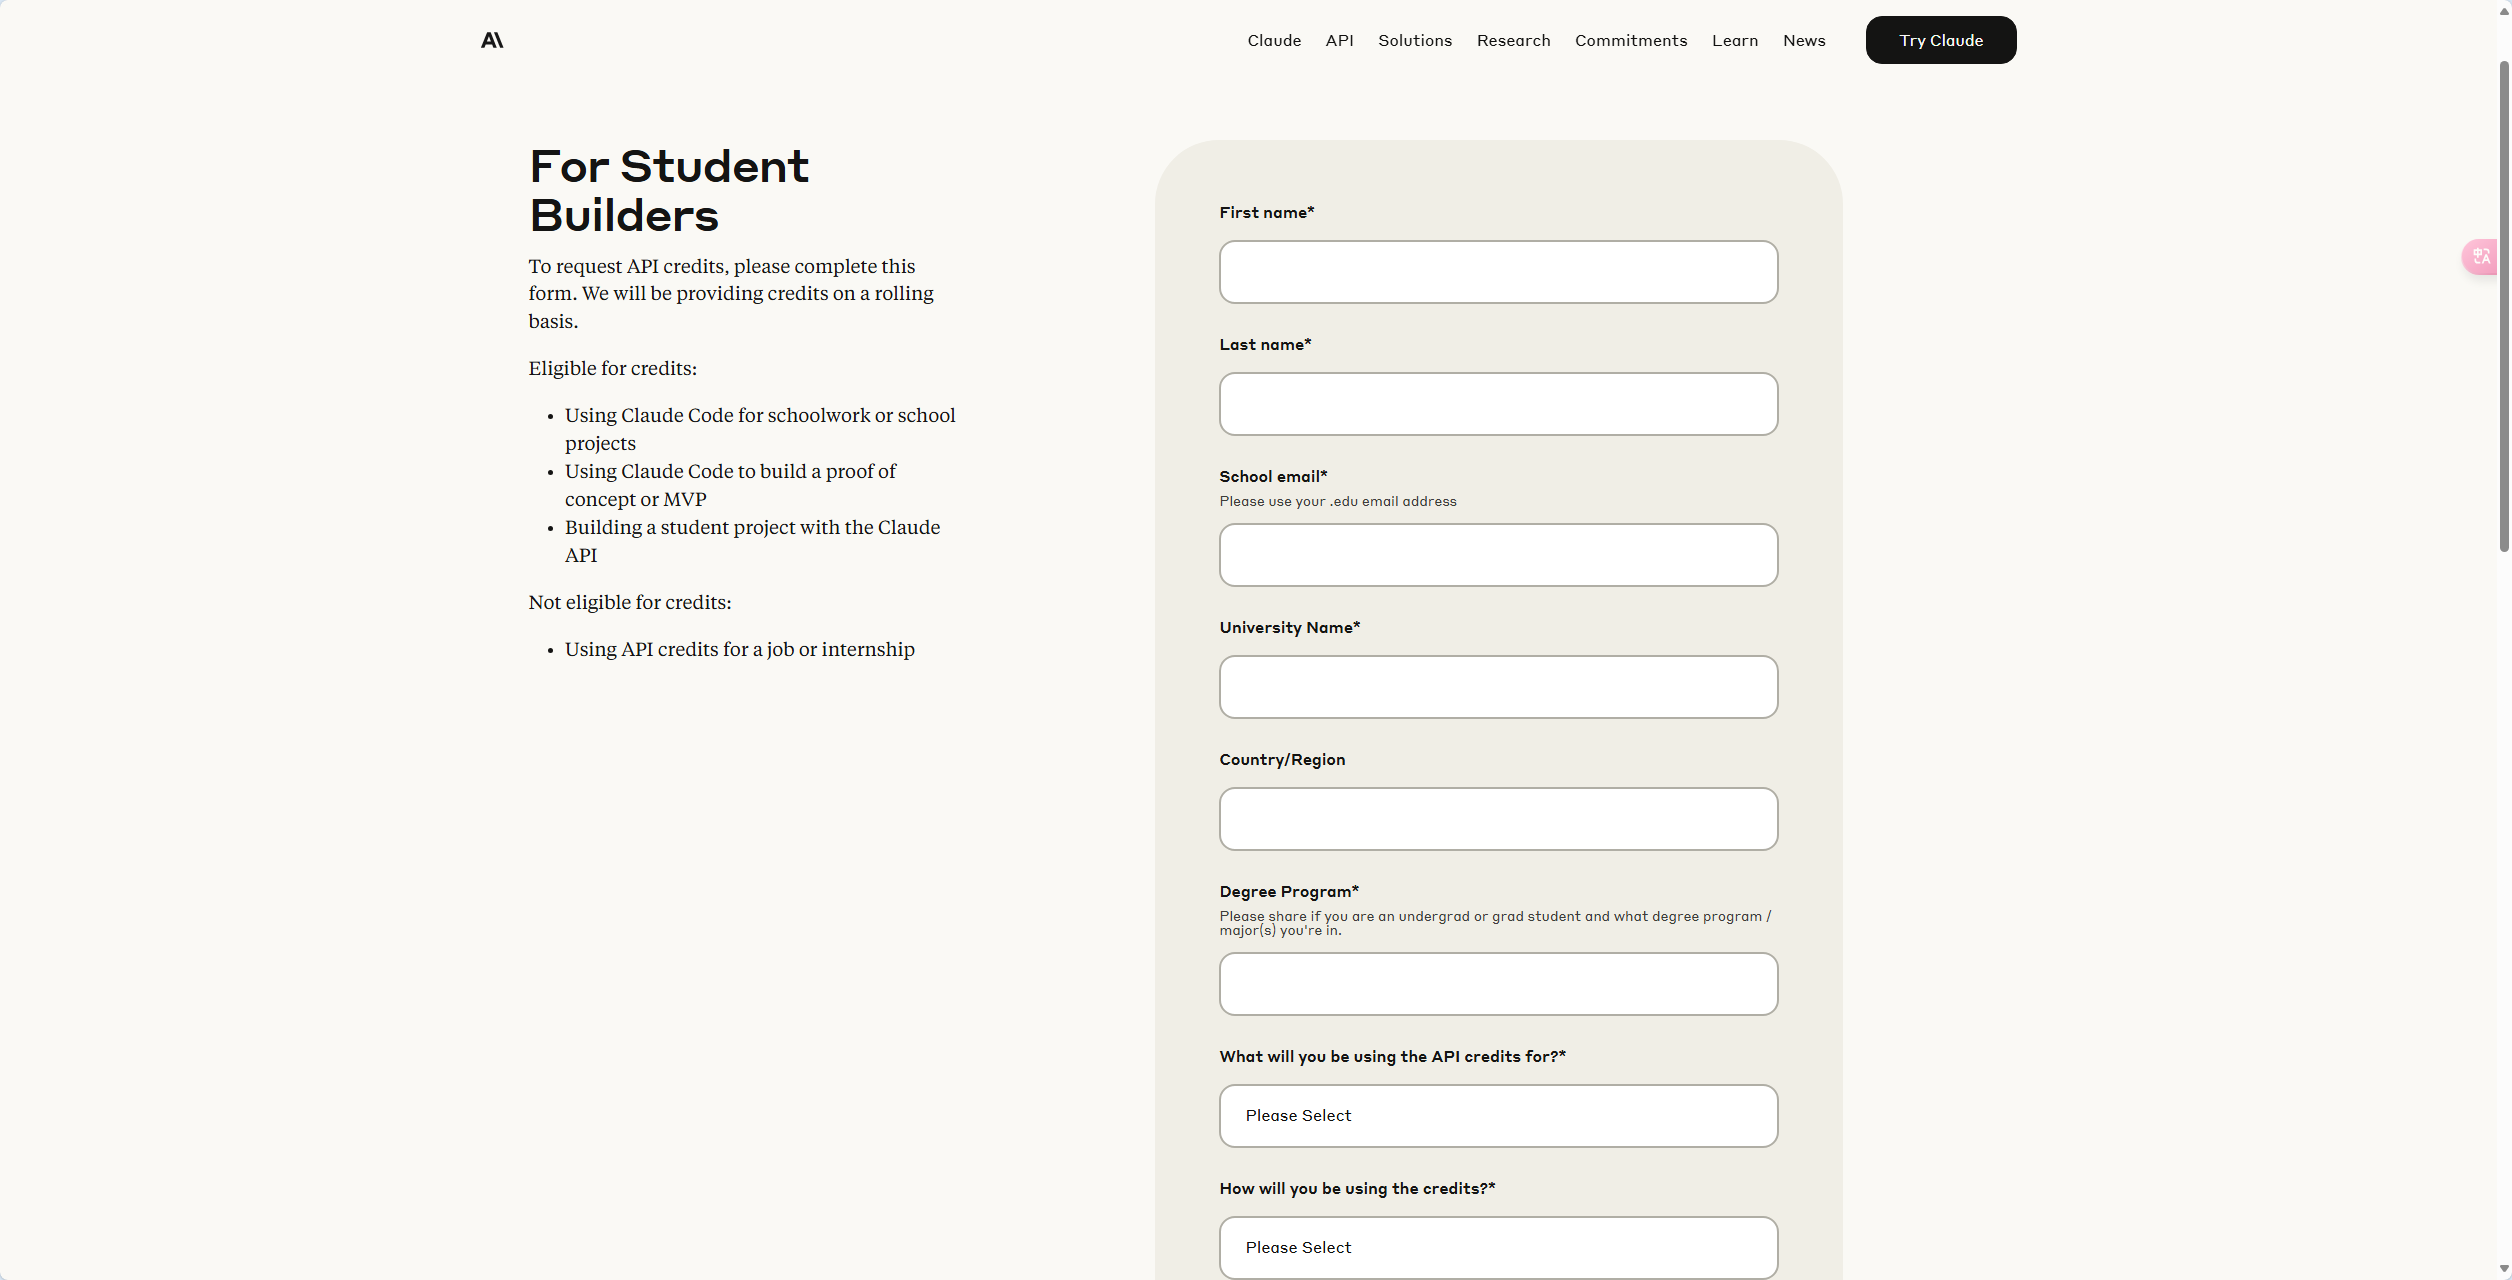 Claude API Solutions Research Commitments Learn News Try Claude
For Student
Builders
To request API credits, please complete this
form. We will be providing credits on a rolling
basis.
Eligible for credits:
• Using Claude Code for schoolwork or school
projects
• Using Claude Code to build a proof of
concept or MVP
• Building a student project with the Claude
API
Not eligible for credits:
• Using API credits for a job or internship
First name*
Last name*
School email*
Please use your .edu email address
University Name*
Country/Region
Degree Program*
Please share if you are an undergrad or grad student and what degree program /
major(s) you're in.
What will you be using the API credits for?*
Please Select
How will you be using the credits?*
Please Select